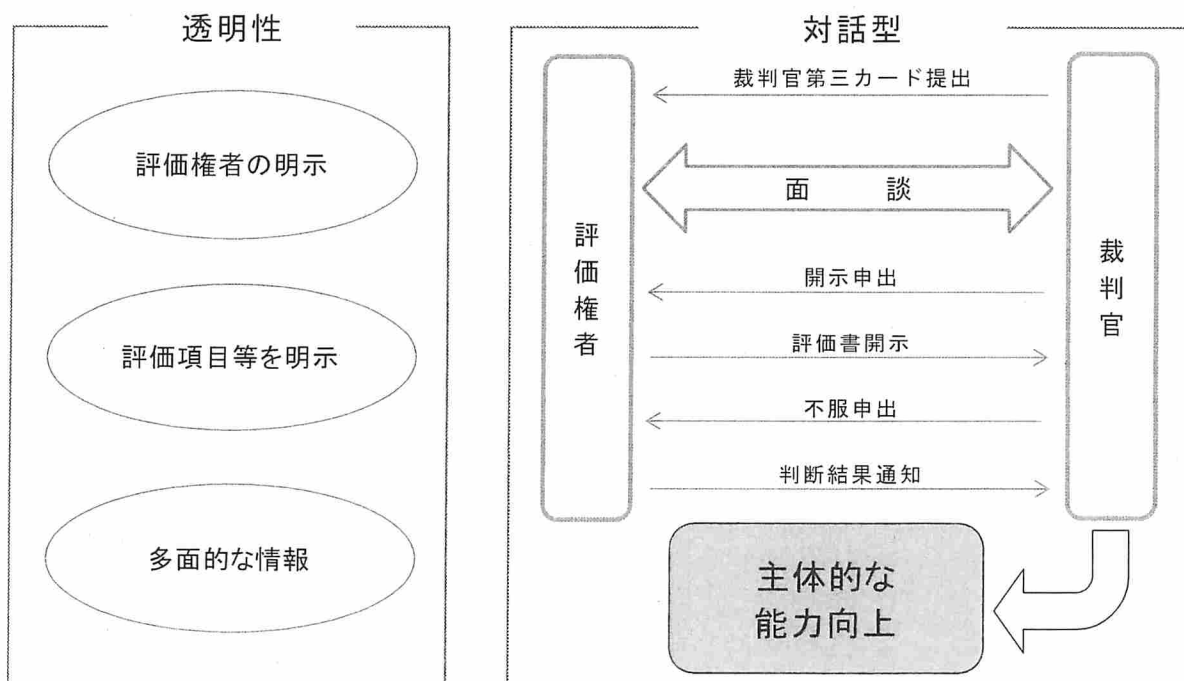 透明性
評価権者の明示
評価項目等を明示
多面的な情報
対話型
評価権者
裁判官第三カード提出
面　　談
開示申出
評価書開示
不服申出
判断結果通知
裁判官
主体的な
能力向上